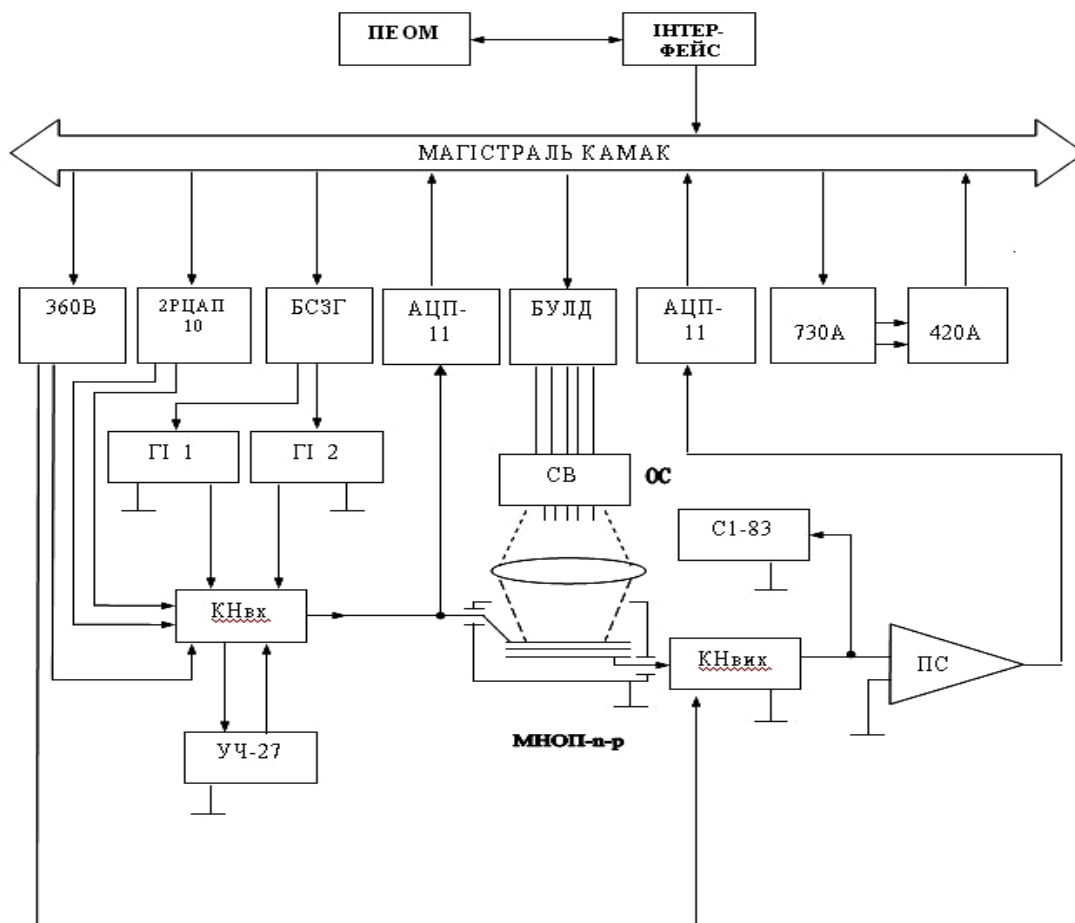 ПЕОМ
ІНТЕР-
ФЕЙС
МАГІСТРАЛЬ КАМАК
360В
2РЦАП
10
БСЗГ
АЦП-
11
БУЛД
АЦП-
11
730А
420А
ГІ 1
ГІ 2
СВ
ОС
С1-83
КНвх
КНвих
ПС
МНОП-n-p
УЧ-27